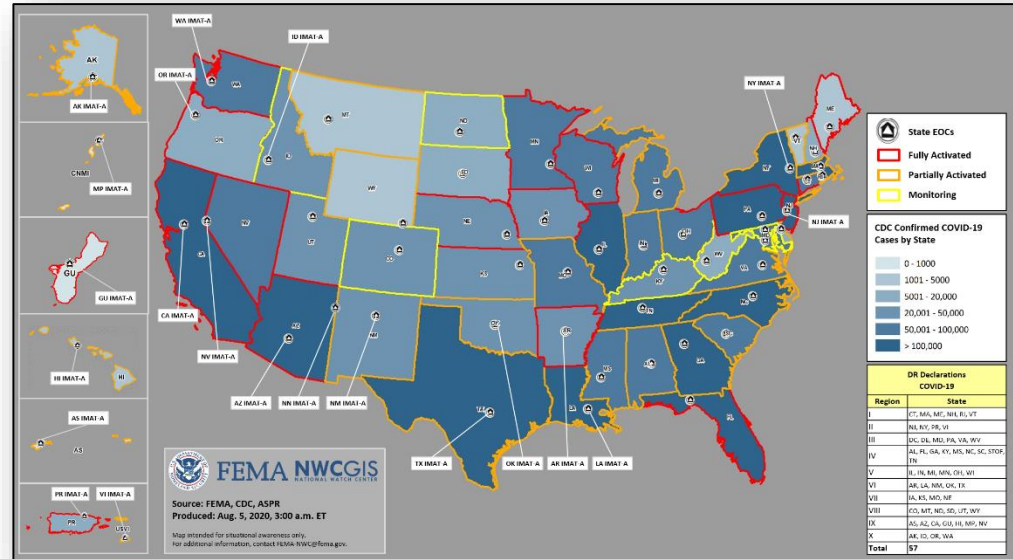 WA IMAT-A
ID IMAT-A
OR IMAT-A
NY IMAT-A
AK
AK IMAT-A
CNMI
MP IMAT-A
GU
GU IMAT-A
HI IMAT-A
HI
AS IMAT-A
AS
PR IMAT-A
VI IMAT-A
PR
USVI
WA
MT
ND
MN
ME
OR
ID
WY
SD
WI
MI
NY
VT
NH
NV
UT
CO
NE
IA
IL
IN
OH
PA
NJ
CA
KS
MO
KY
WV
VA
AZ
NM
OK
AR
TN
NC
SC
TX
LA
MS
AL
GA
FL
NJ IMAT-A
CA IMAT-A
NV IMAT-A
AZ IMAT-A
NN IMAT-A
NM IMAT-A
TX IMAT-A
OK IMAT-A
AR IMAT-A
LA IMAT-A
State EOCs
Fully Activated
Partially Activated
Monitoring
CDC Confirmed COVID-19
Cases by State
0 - 1000
1001 - 5000
5001 - 20,000
20,001 - 50,000
50,001 - 100,000
> 100,000
DR Declarations
COVID-19
Region State
I CT, MA, ME, NH, RI, VT
II NJ, NY, PR, VI
III DC, DE, MD, PA, VA, WV
IV AL, FL, GA, KY, MS, NC, SC, STOF,
TN
V IL, IN, MI, MN, OH, WI
VI AR, LA, NM, OK, TX
VII IA, KS, MO, NE
VIII CO, MT, ND, SD, UT, WY
IX AS, AZ, CA, GU, HI, MP, NV
X AK, ID, OR, WA
Total 57
FEMA NWCGIS
NATIONAL WATCH CENTER
Source: FEMA, CDC, ASPR
Produced: Aug. 5, 2020, 3:00 a.m. ET
Map intended for situational awareness only.
For additional information, contact FEMA-NWC@fema.gov.